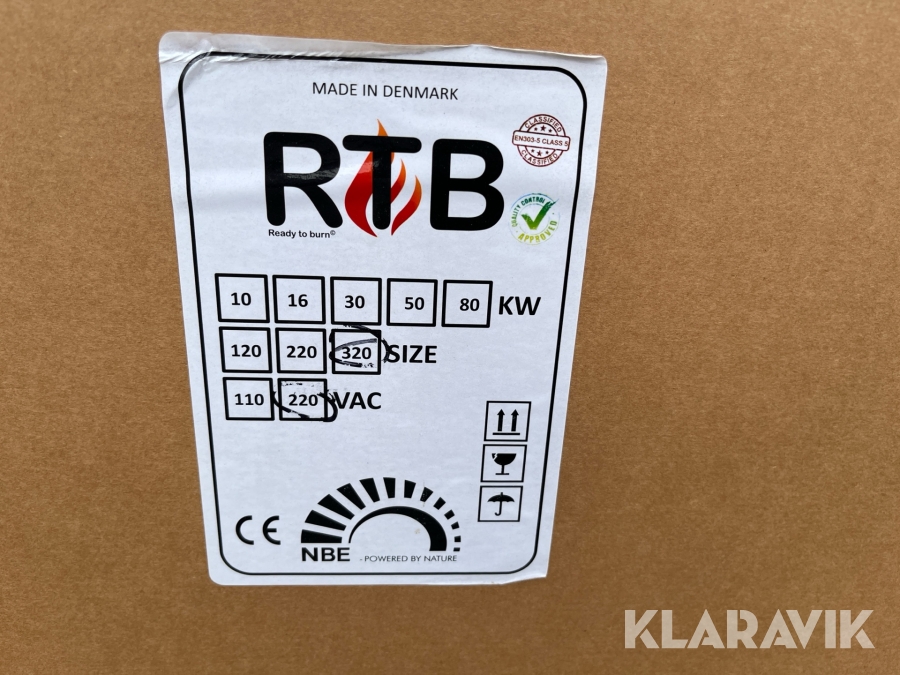 MADE IN DENMARK
RTB
Ready to burn©
CLASSIFIED
EN303-5 CLASS 5
CLASSIFIED
QUALITY CONTROL
APPROVED
10 16 30 50 80 KW
120 220 320 SIZE
110 220 VAC
CE
NBE - POWERED BY NATURE
KLARAVIK